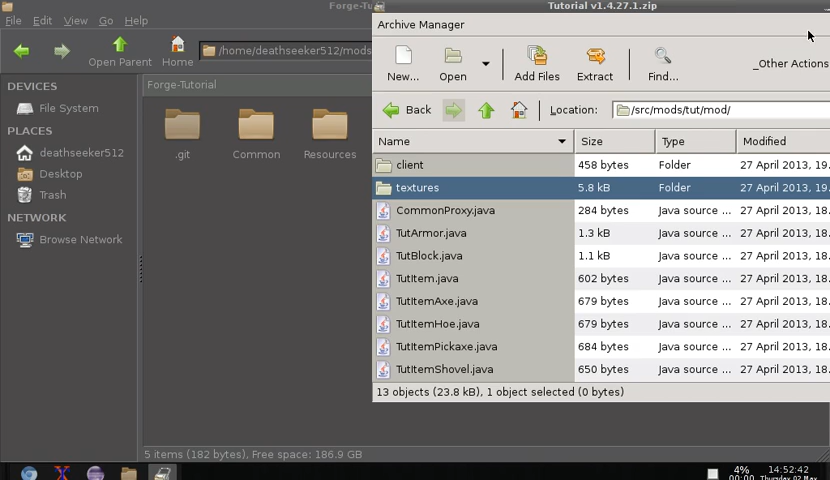 Forge-Tut
Tutorial v1.4.27.1.zip
File Edit View Go Help
Archive Manager
Open Parent Home
/home/deathseeker512/mods
New... Open Add Files Extract Find... _Other Actions
DEVICES
File System
PLACES
deathseeker512
Desktop
Trash
NETWORK
Browse Network
Forge-Tutorial
.git Common Resources
Back Location: /src/mods/tut/mod/
Name Size Type Modified
client 458 bytes Folder 27 April 2013, 19.
textures 5.8 kB Folder 27 April 2013, 19.
CommonProxy.java 284 bytes Java source ... 27 April 2013, 18.
TutArmor.java 1.3 kB Java source ... 27 April 2013, 18.
TutBlock.java 1.1 kB Java source ... 27 April 2013, 18.
TutItem.java 602 bytes Java source ... 27 April 2013, 18.
TutItemAxe.java 679 bytes Java source ... 27 April 2013, 18.
TutItemHoe.java 679 bytes Java source ... 27 April 2013, 18.
TutItemPickaxe.java 684 bytes Java source ... 27 April 2013, 18.
TutItemShovel.java 650 bytes Java source ... 27 April 2013, 18.
13 objects (23.8 kB), 1 object selected (0 bytes)
5 items (182 bytes), Free space: 186.9 GB
4% 14:52:42
00:00 Thursday 02 May